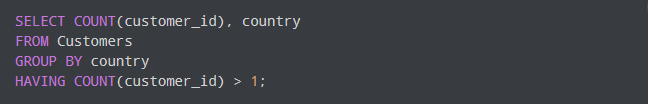 SELECT COUNT(customer_id), country
FROM Customers
GROUP BY country
HAVING COUNT(customer_id) > 1;